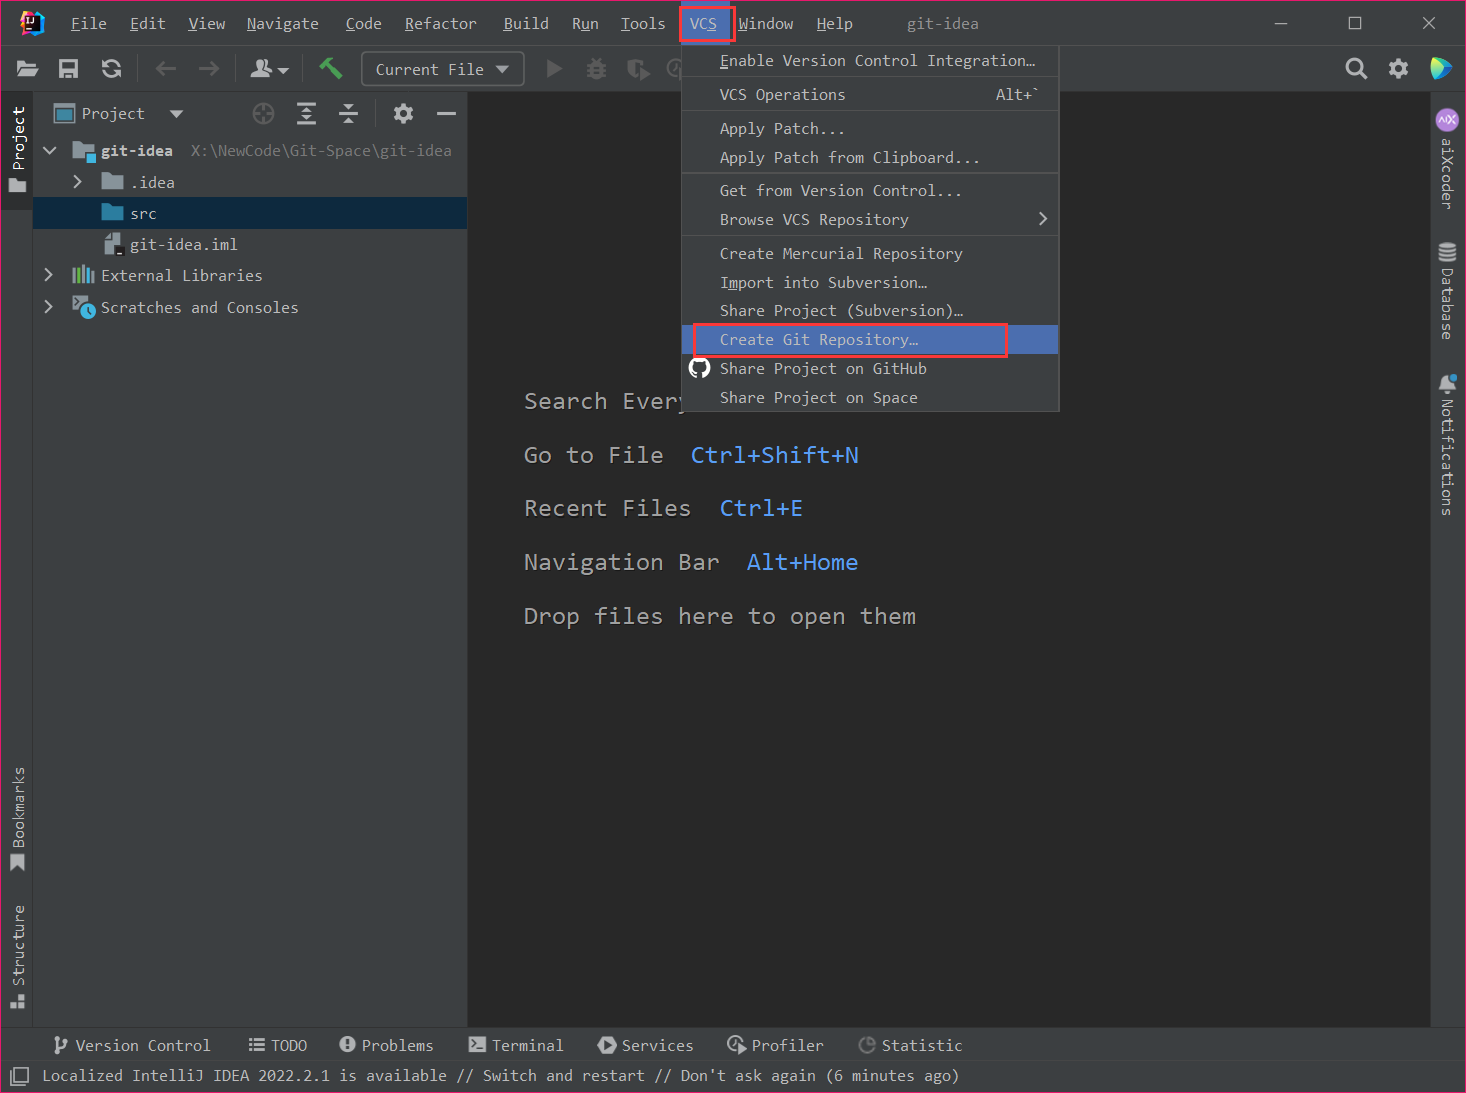 File Edit View Navigate Code Refactor Build Run Tools VCS Window Help git-idea
Current File
Project
git-idea X:\NewCode\Git-Space\git-idea
.idea
src
git-idea.iml
External Libraries
Scratches and Consoles
Enable Version Control Integration…
VCS Operations Alt+`
Apply Patch...
Apply Patch from Clipboard...
Get from Version Control...
Browse VCS Repository
Create Mercurial Repository
Import into Subversion…
Share Project (Subversion)…
Create Git Repository…
Share Project on GitHub
Share Project on Space
Search Every
Go to File Ctrl+Shift+N
Recent Files Ctrl+E
Navigation Bar Alt+Home
Drop files here to open them
Project
Bookmarks
Structure
AIX
aiXcoder
Database
Notifications
Version Control TODO Problems Terminal Services Profiler Statistic
Localized IntelliJ IDEA 2022.2.1 is available // Switch and restart // Don't ask again (6 minutes ago)